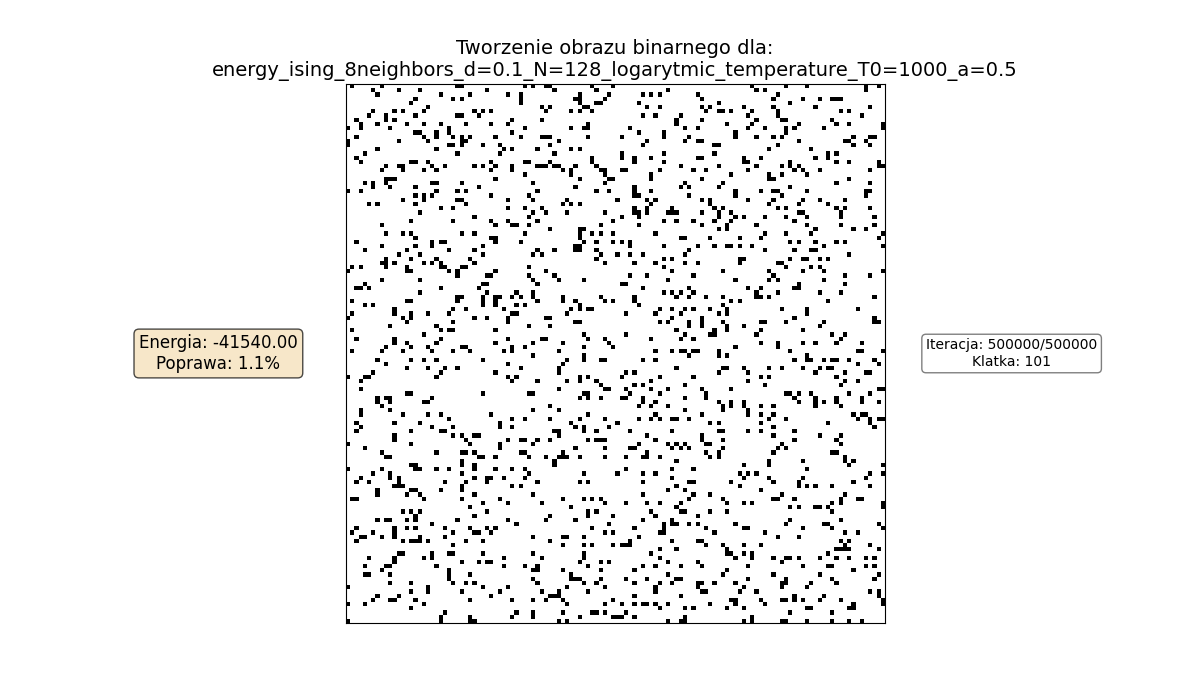 Tworzenie obrazu binarnego dla:
energy_ising_8neighbors_d=0.1_N=128_logarytmic_temperature_T0=1000_a=0.5
Energia: -41540.00
Poprawa: 1.1%
Iteracja: 500000/500000
Klatka: 101